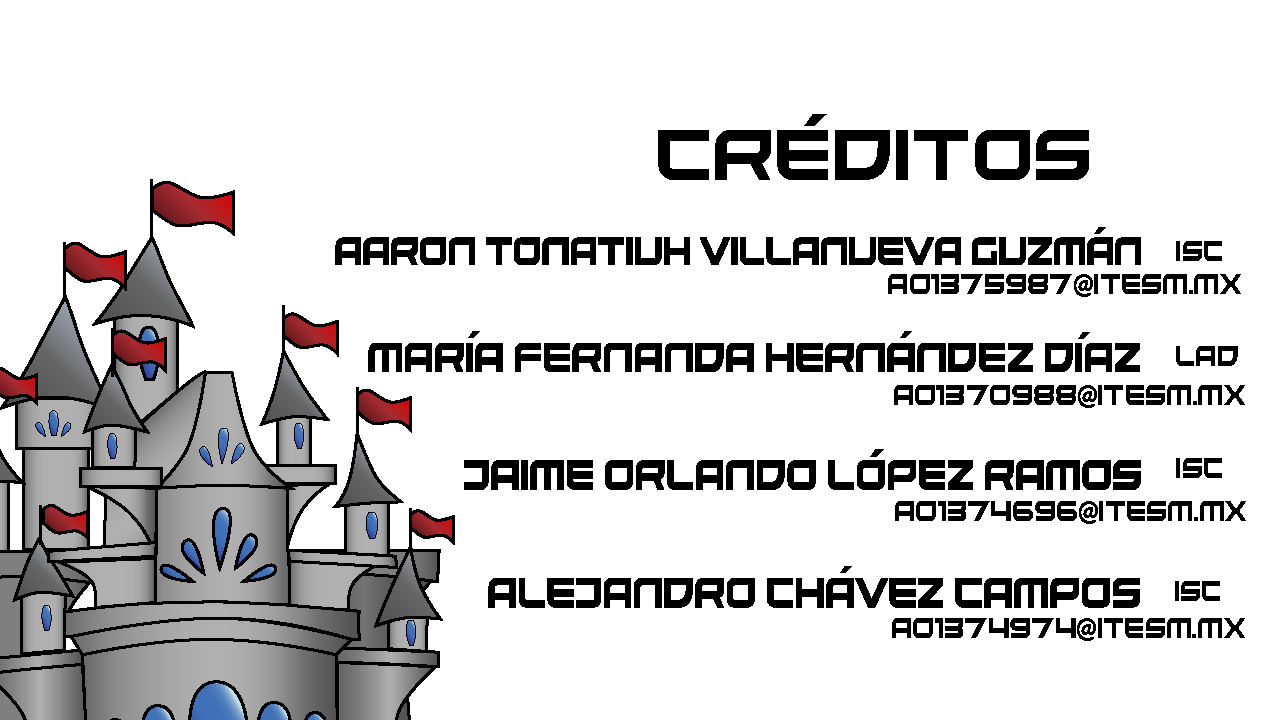 CRÉDITOS
AARON TONATIUH VILLANUEVA GUZMÁN ISC
A01375987@ITESM.MX
MARÍA FERNANDA HERNÁNDEZ DÍAZ LAD
A01370988@ITESM.MX
JAIME ORLANDO LÓPEZ RAMOS ISC
A01374696@ITESM.MX
ALEJANDRO CHÁVEZ CAMPOS ISC
A01374974@ITESM.MX